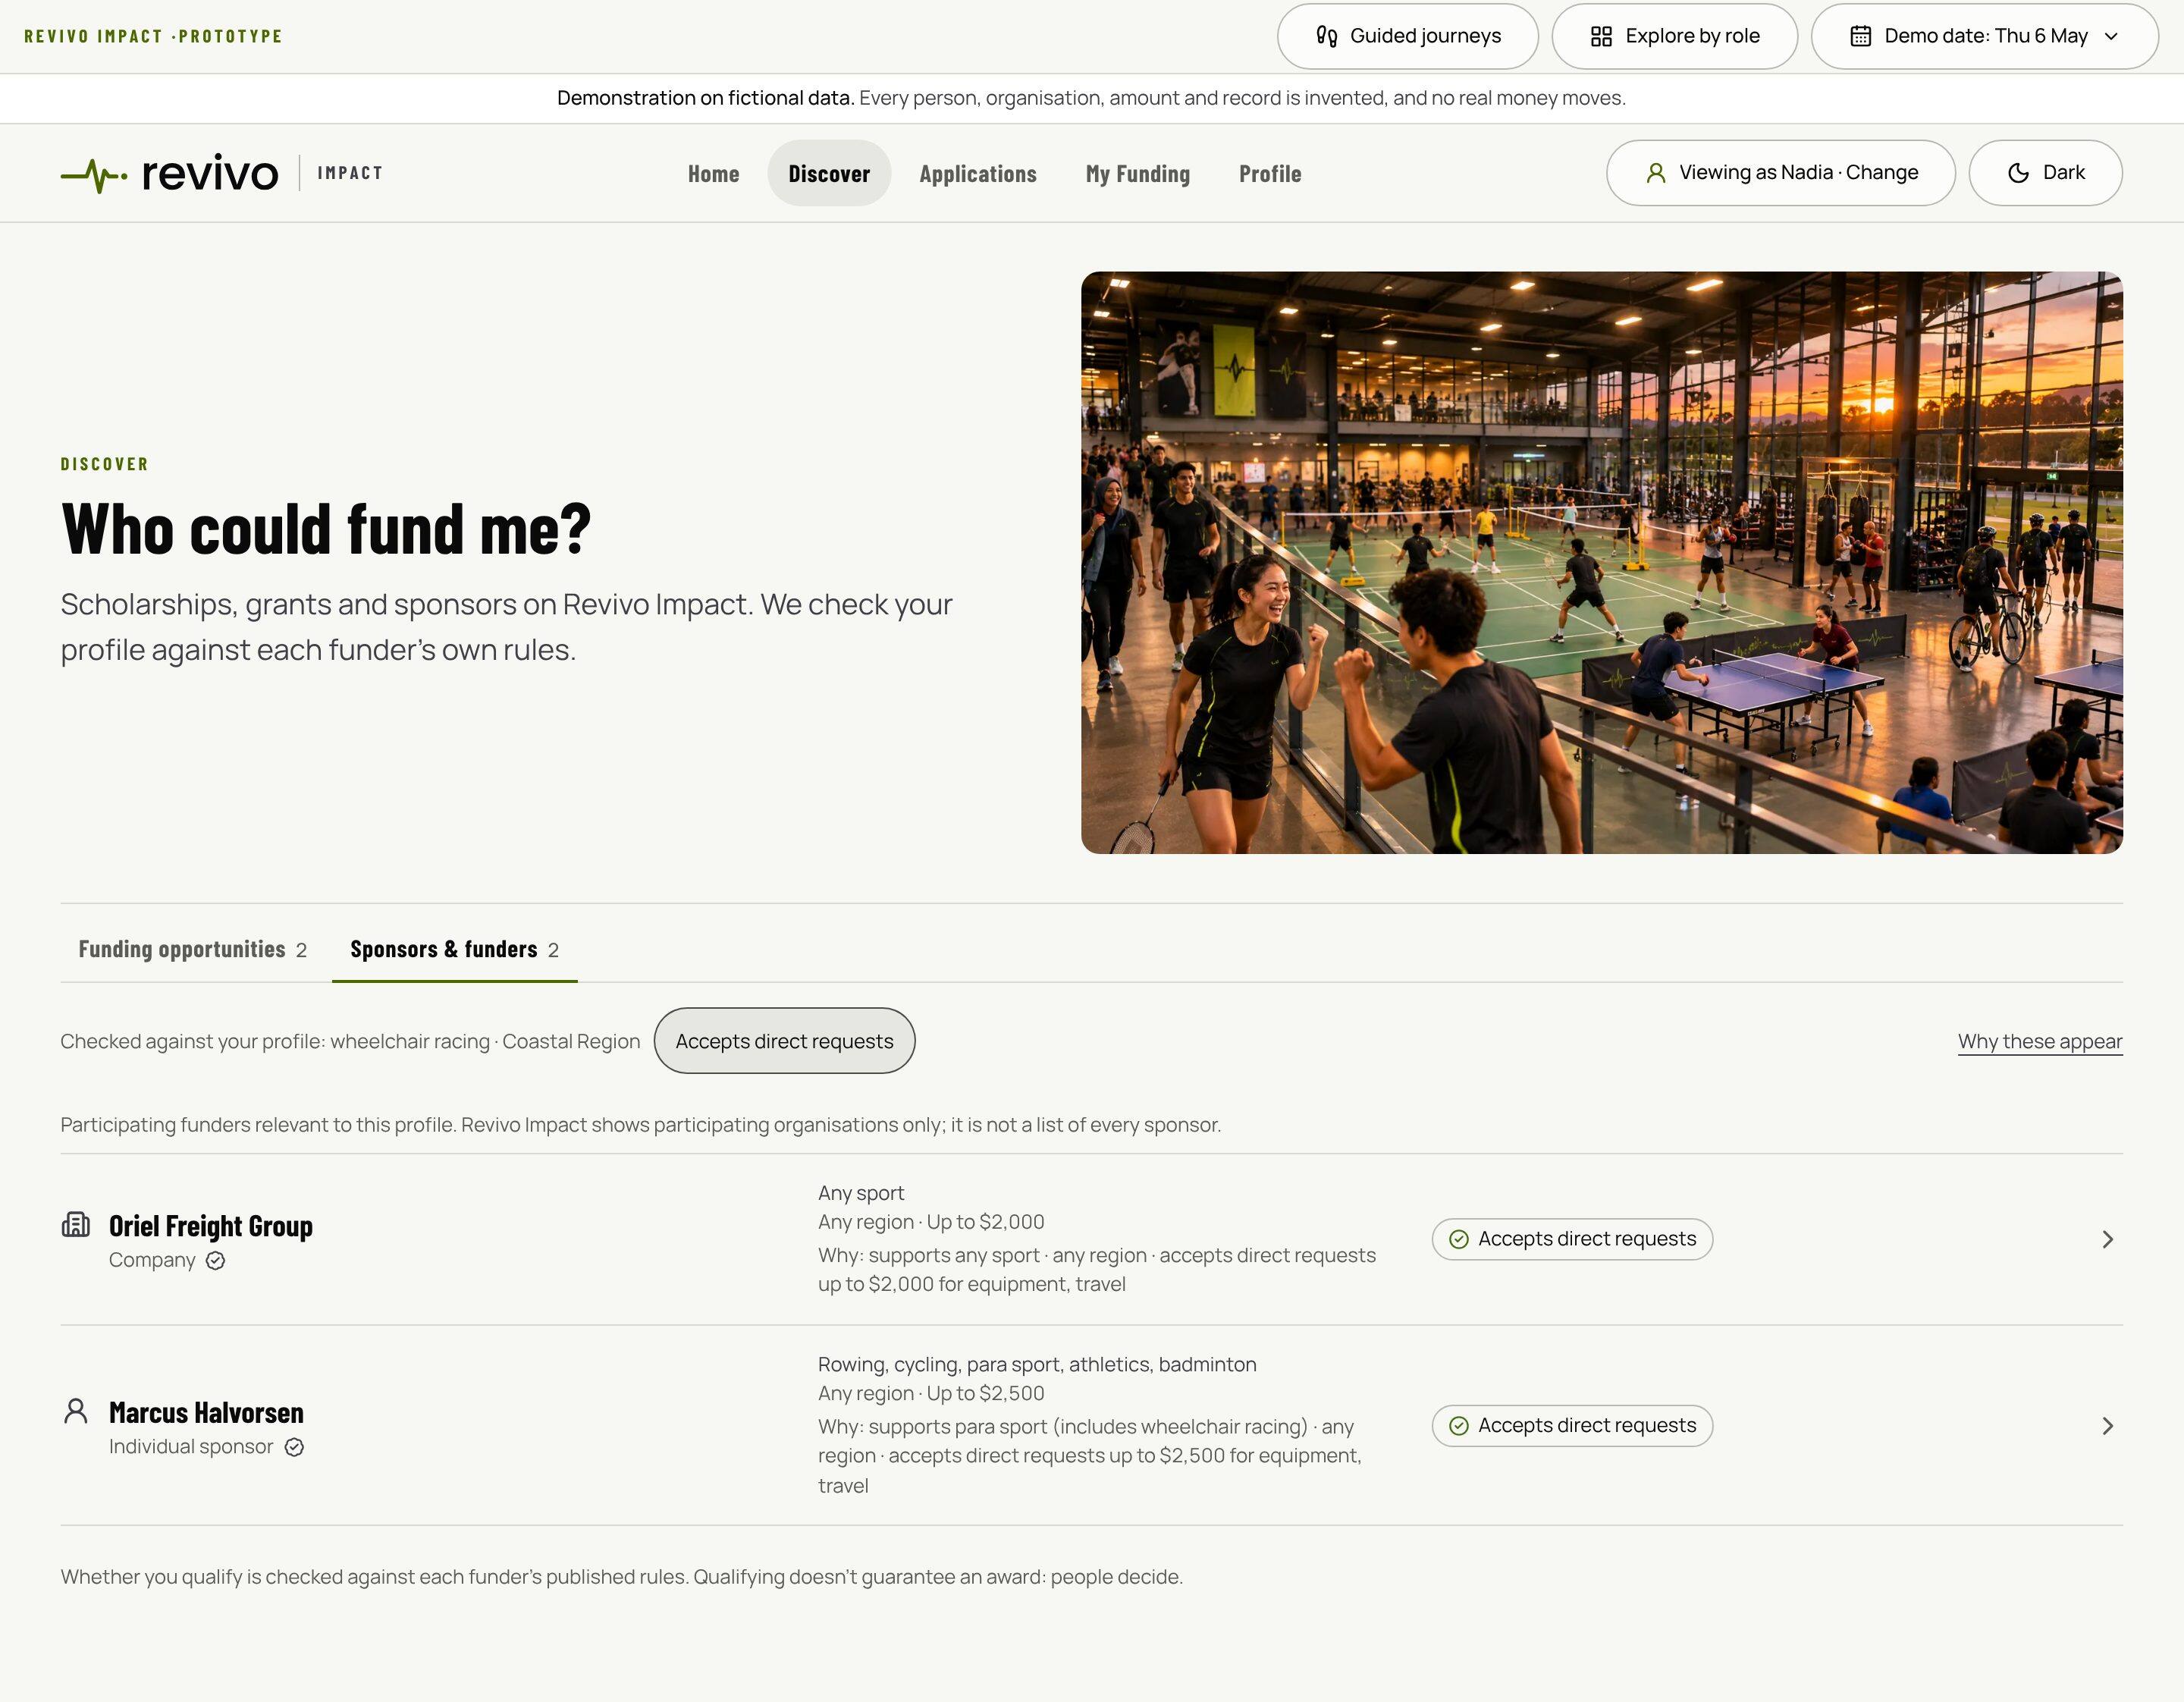 REVIVO IMPACT ·PROTOTYPE
Guided journeys
Explore by role
Demo date: Thu 6 May
Demonstration on fictional data. Every person, organisation, amount and record is invented, and no real money moves.
revivo
IMPACT
Home
Discover
Applications
My Funding
Profile
Viewing as Nadia · Change
Dark
DISCOVER
Who could fund me?
Scholarships, grants and sponsors on Revivo Impact. We check your
profile against each funder’s own rules.
Funding opportunities 2
Sponsors & funders 2
Checked against your profile: wheelchair racing · Coastal Region
Accepts direct requests
Why these appear
Participating funders relevant to this profile. Revivo Impact shows participating organisations only; it is not a list of every sponsor.
Oriel Freight Group
Company
Any sport
Any region · Up to $2,000
Why: supports any sport · any region · accepts direct requests
up to $2,000 for equipment, travel
Accepts direct requests
Marcus Halvorsen
Individual sponsor
Rowing, cycling, para sport, athletics, badminton
Any region · Up to $2,500
Why: supports para sport (includes wheelchair racing) · any
region · accepts direct requests up to $2,500 for equipment,
travel
Accepts direct requests
Whether you qualify is checked against each funder’s published rules. Qualifying doesn’t guarantee an award: people decide.